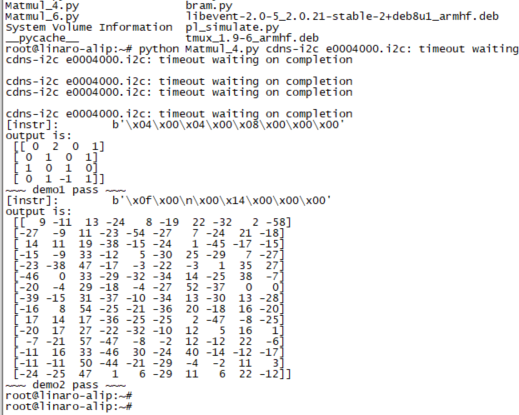 Matmul_4.py bram.py
Matmul_6.py libevent-2.0-5_2.0.21-stable-2+deb8u1_armhf.deb
System Volume Information pl_simulate.py
__pycache__ tmux_1.9-6_armhf.deb
root@linaro-alip:~# python Matmul_4.py cdns-i2c e0004000.i2c: timeout waiting
cdns-i2c e0004000.i2c: timeout waiting on completion
cdns-i2c e0004000.i2c: timeout waiting on completion
cdns-i2c e0004000.i2c: timeout waiting on completion
cdns-i2c e0004000.i2c: timeout waiting on completion
[instr]: b'\x04\x00\x04\x00\x08\x00\x00\x00'
output is:
[[ 0 2 0 1]
[ 0 1 0 1]
[ 1 0 1 0]
[ 0 1 -1 1]]
~~~ demo1 pass ~~~
[instr]: b'\x0f\x00\n\x00\x14\x00\x00\x00'
output is:
[[ 9 -11 13 -24 8 -19 22 -32 2 -58]
[-27 -9 11 -23 -54 -27 7 -24 21 -18]
[ 14 11 19 -38 -15 -24 1 -45 -17 -15]
[-15 -9 33 -12 5 -30 25 -29 7 -27]
[-23 -38 47 -17 -3 -22 -3 1 35 27]
[-46 0 33 -29 -32 -34 14 -25 38 -7]
[-20 -4 29 -18 -4 -27 52 -37 0 0]
[-39 -15 31 -37 -10 -34 13 -30 13 -28]
[-16 8 54 -25 -21 -36 20 -18 16 -20]
[ 17 14 17 -36 -25 -25 2 -47 -8 -25]
[-20 17 27 -22 -32 -10 12 5 16 1]
[ -7 -21 57 -47 -8 -2 12 -12 22 -6]
[-11 16 33 -46 30 -24 40 -14 -12 -17]
[-11 -11 50 -44 -21 -29 -4 -2 11 3]
[-24 -25 47 1 6 -29 11 6 22 -12]]
~~~ demo2 pass ~~~
root@linaro-alip:~#
root@linaro-alip:~#